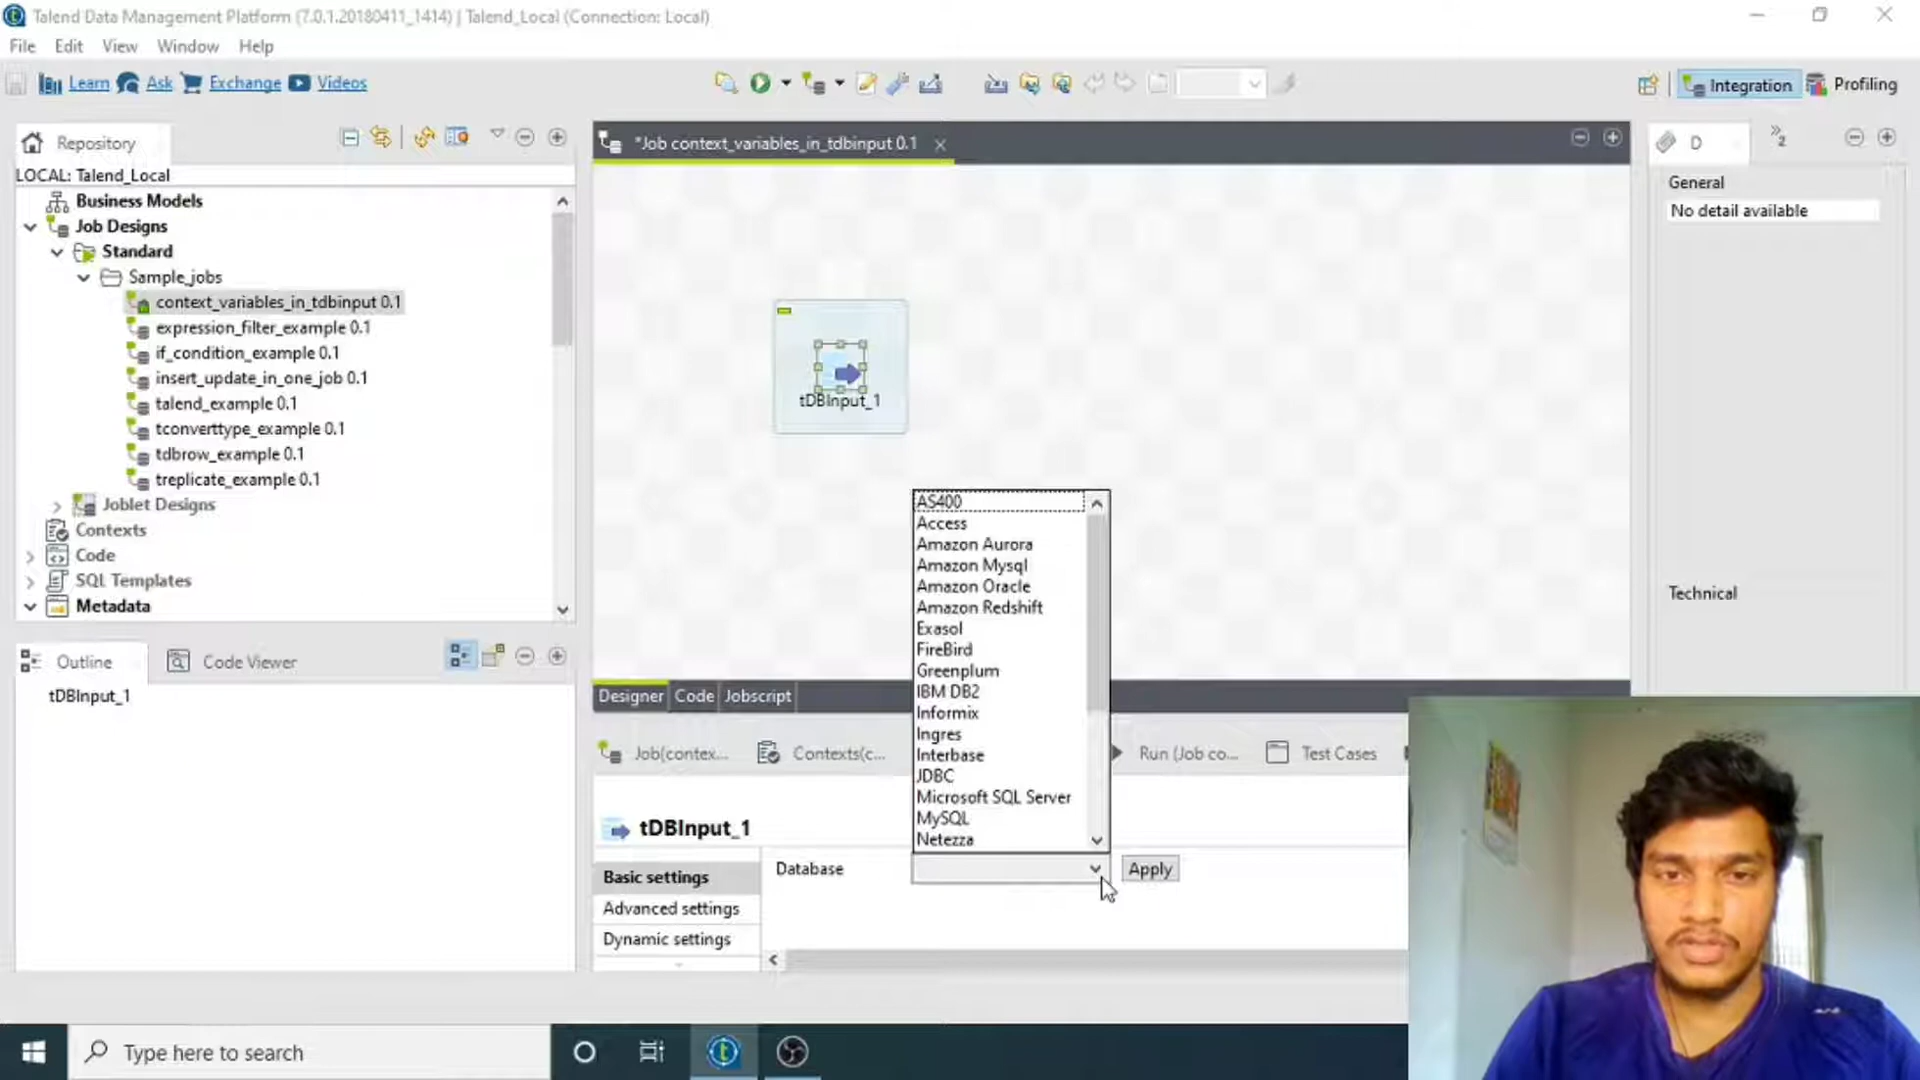 Talend Data Management Platform (7.0.1.20180411_1414) | Talend_Local (Connection: Local)
File Edit View Window Help
Learn Ask Exchange Videos
Integration Profiling
Repository
LOCAL: Talend_Local
Business Models
Job Designs
Standard
Sample_jobs
context_variables_in_tdbinput 0.1
expression_filter_example 0.1
if_condition_example 0.1
insert_update_in_one_job 0.1
talend_example 0.1
tconverttype_example 0.1
tdbrow_example 0.1
treplicate_example 0.1
Joblet Designs
Contexts
Code
SQL Templates
Metadata
Outline Code Viewer
tDBInput_1
*Job context_variables_in_tdbinput 0.1
tDBInput_1
AS400
Access
Amazon Aurora
Amazon Mysql
Amazon Oracle
Amazon Redshift
Exasol
FireBird
Greenplum
IBM DB2
Informix
Ingres
Interbase
JDBC
Microsoft SQL Server
MySQL
Netezza
Designer Code Jobscript
Job(contex... Contexts(c... Run (Job co... Test Cases
tDBInput_1
Basic settings
Advanced settings
Dynamic settings
Database Apply
D
2
General
No detail available
Technical
Type here to search